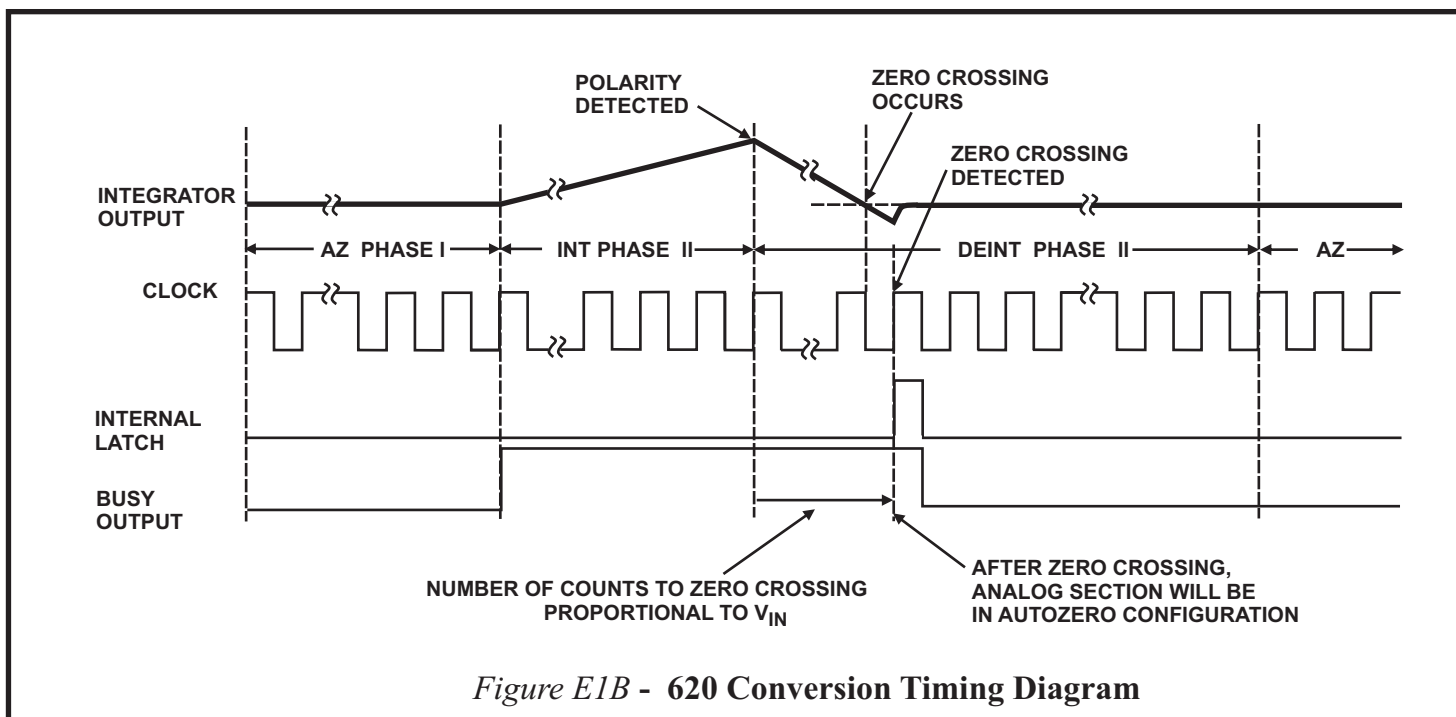 POLARITY
DETECTED
ZERO CROSSING
OCCURS
ZERO CROSSING
DETECTED
INTEGRATOR
OUTPUT
AZ PHASE I
INT PHASE II
DEINT PHASE II
AZ
CLOCK
INTERNAL
LATCH
BUSY
OUTPUT
NUMBER OF COUNTS TO ZERO CROSSING
PROPORTIONAL TO VIN
AFTER ZERO CROSSING,
ANALOG SECTION WILL BE
IN AUTOZERO CONFIGURATION
Figure E1B - 620 Conversion Timing Diagram